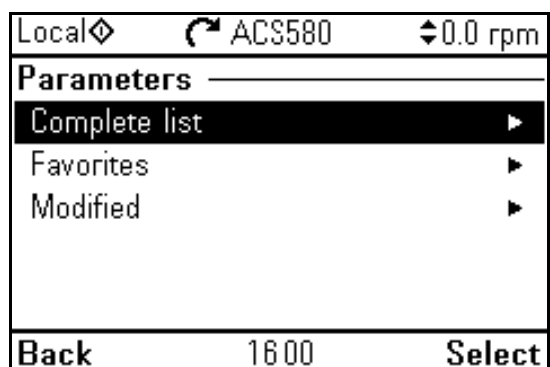 Local ACS580 0.0 rpm
Parameters
Complete list
Favorites
Modified
Back 16:00 Select